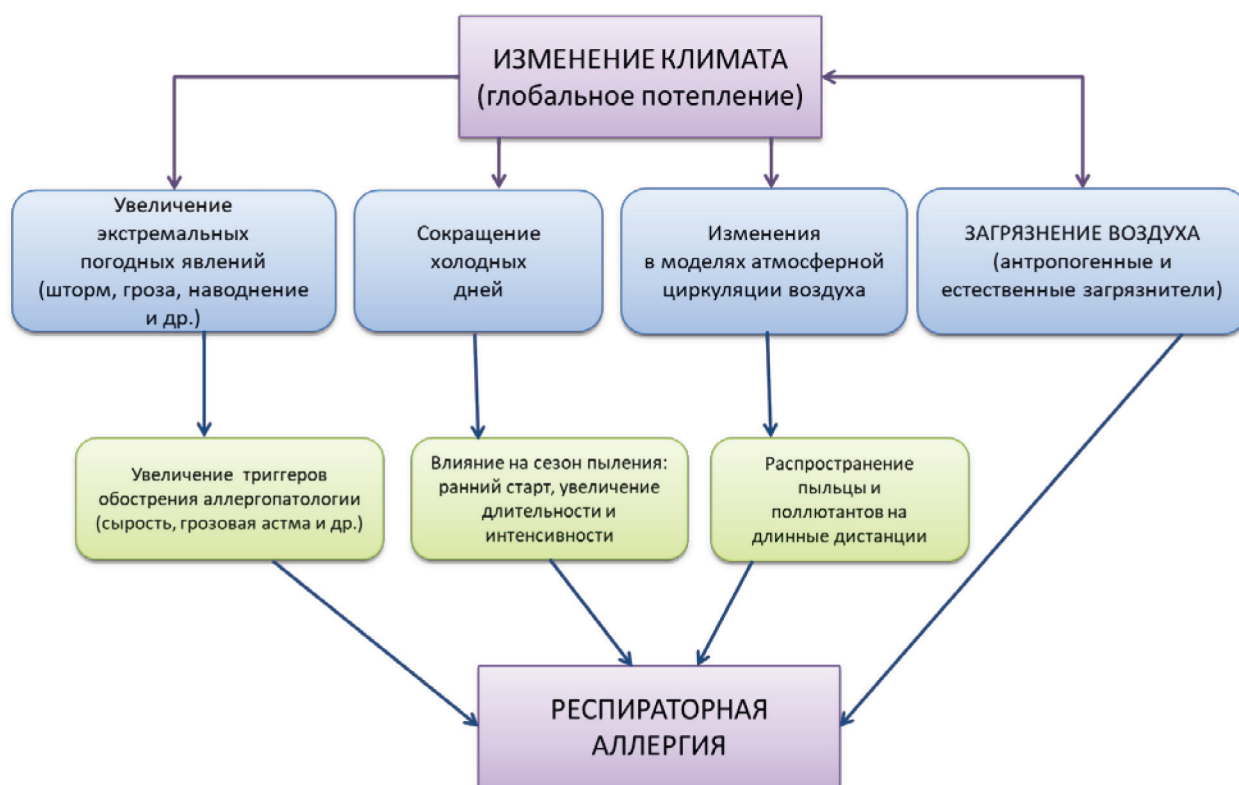 ИЗМЕНЕНИЕ КЛИМАТА
(глобальное потепление)
Увеличение
экстремальных
погодных явлений
(шторм, гроза, наводнение
и др.)
Сокращение
холодных
дней
Изменения
в моделях атмосферной
циркуляции воздуха
ЗАГРЯЗНЕНИЕ ВОЗДУХА
(антропогенные и
естественные загрязнители)
Увеличение триггеров
обострения аллергопатологии
(сырость, грозовая астма и др.)
Влияние на сезон пыления:
ранний старт, увеличение
длительности и
интенсивности
Распространение
пыльцы и
поллютантов на
длинные дистанции
РЕСПИРАТОРНАЯ
АЛЛЕРГИЯ